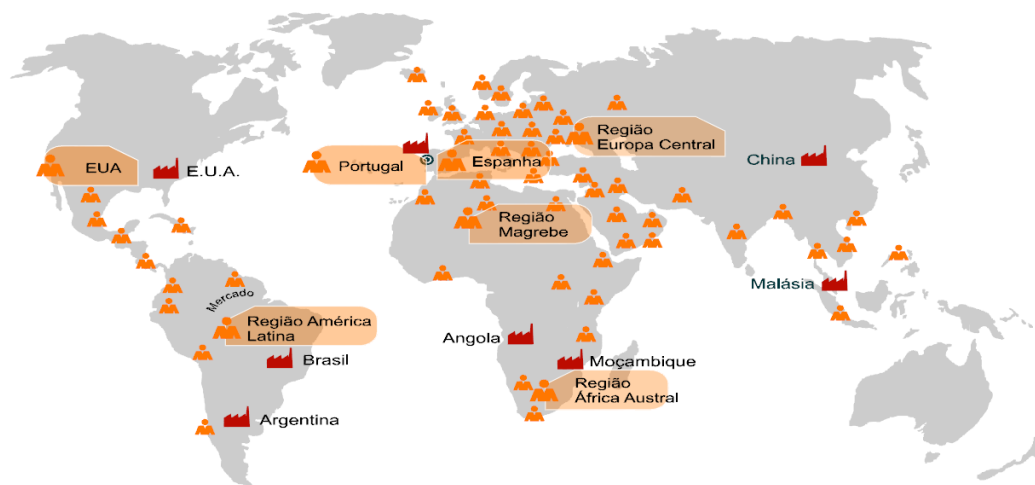 Região
Europa Central
EUA
E.U.A.
Portugal
Espanha
China
Região
Magrebe
Malásia
Mercado
Região América
Latina
Angola
Brasil
Moçambique
Região
África Austral
Argentina